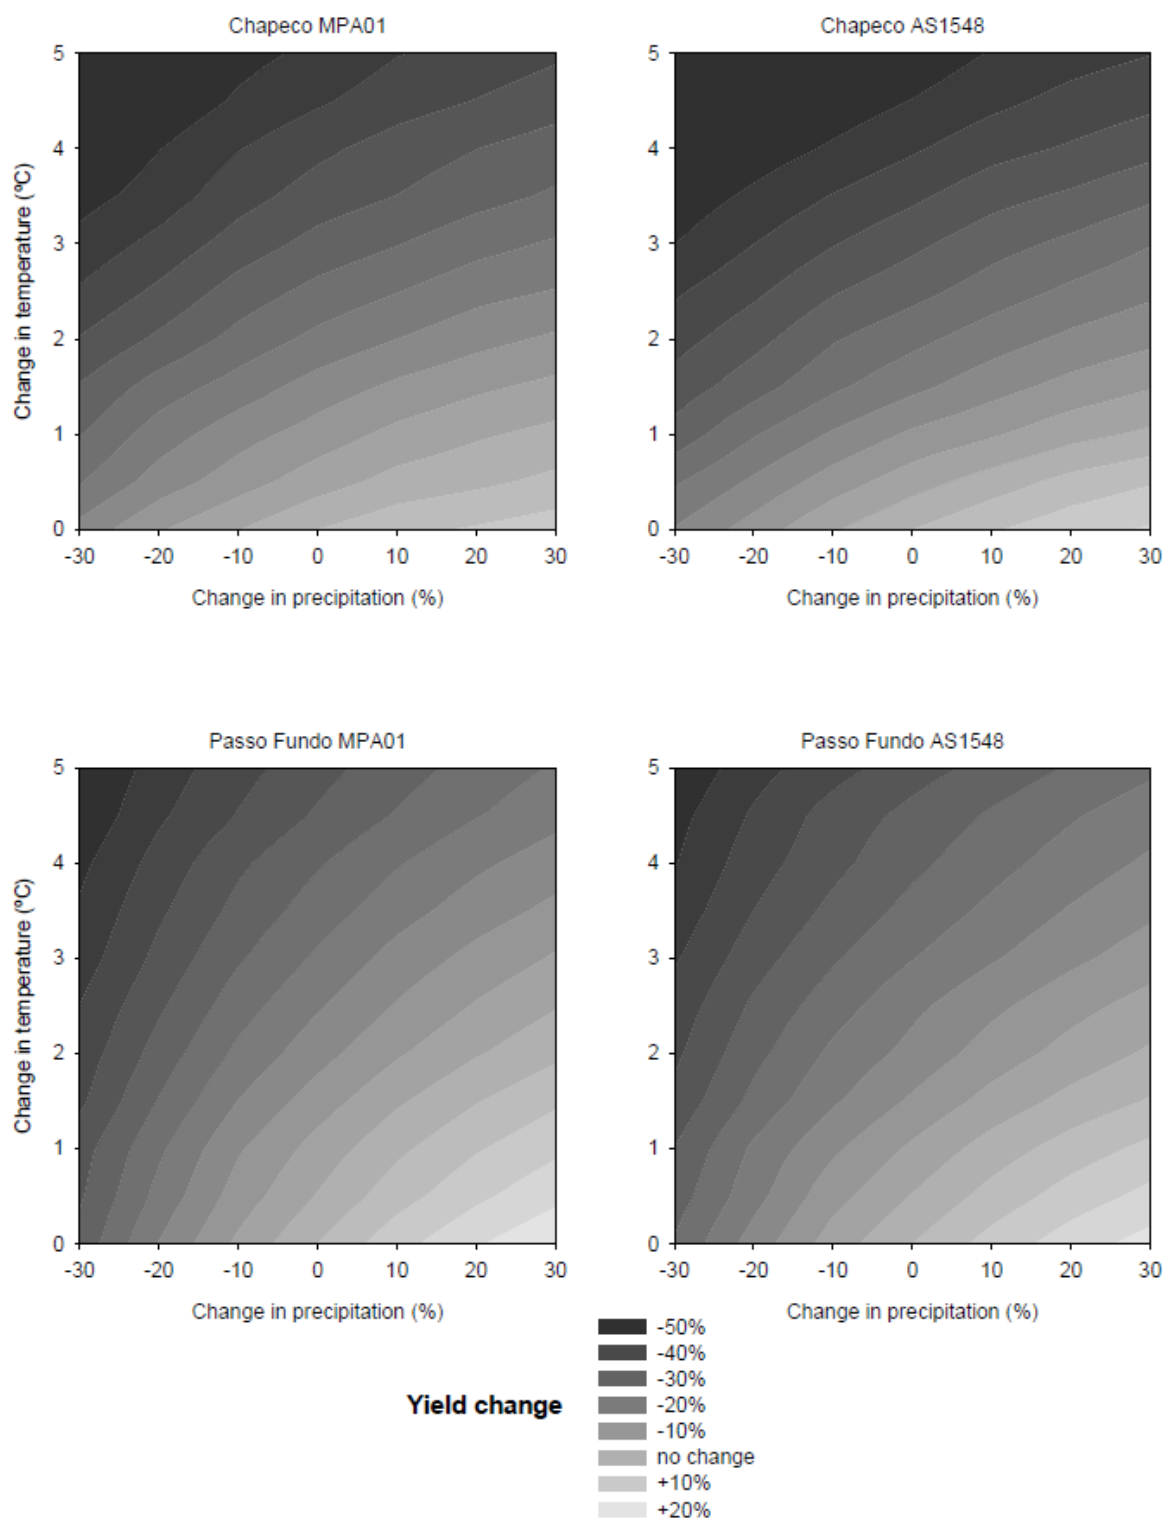 Chapeco MPA01
Chapeco AS1548
Change in temperature (ºC)
5
4
3
2
1
0
-30 -20 -10 0 10 20 30
Change in precipitation (%)
5
4
3
2
1
0
-30 -20 -10 0 10 20 30
Change in precipitation (%)
Passo Fundo MPA01
Passo Fundo AS1548
Change in temperature (ºC)
5
4
3
2
1
0
-30 -20 -10 0 10 20 30
Change in precipitation (%)
5
4
3
2
1
0
-30 -20 -10 0 10 20 30
Change in precipitation (%)
Yield change
-50%
-40%
-30%
-20%
-10%
no change
+10%
+20%